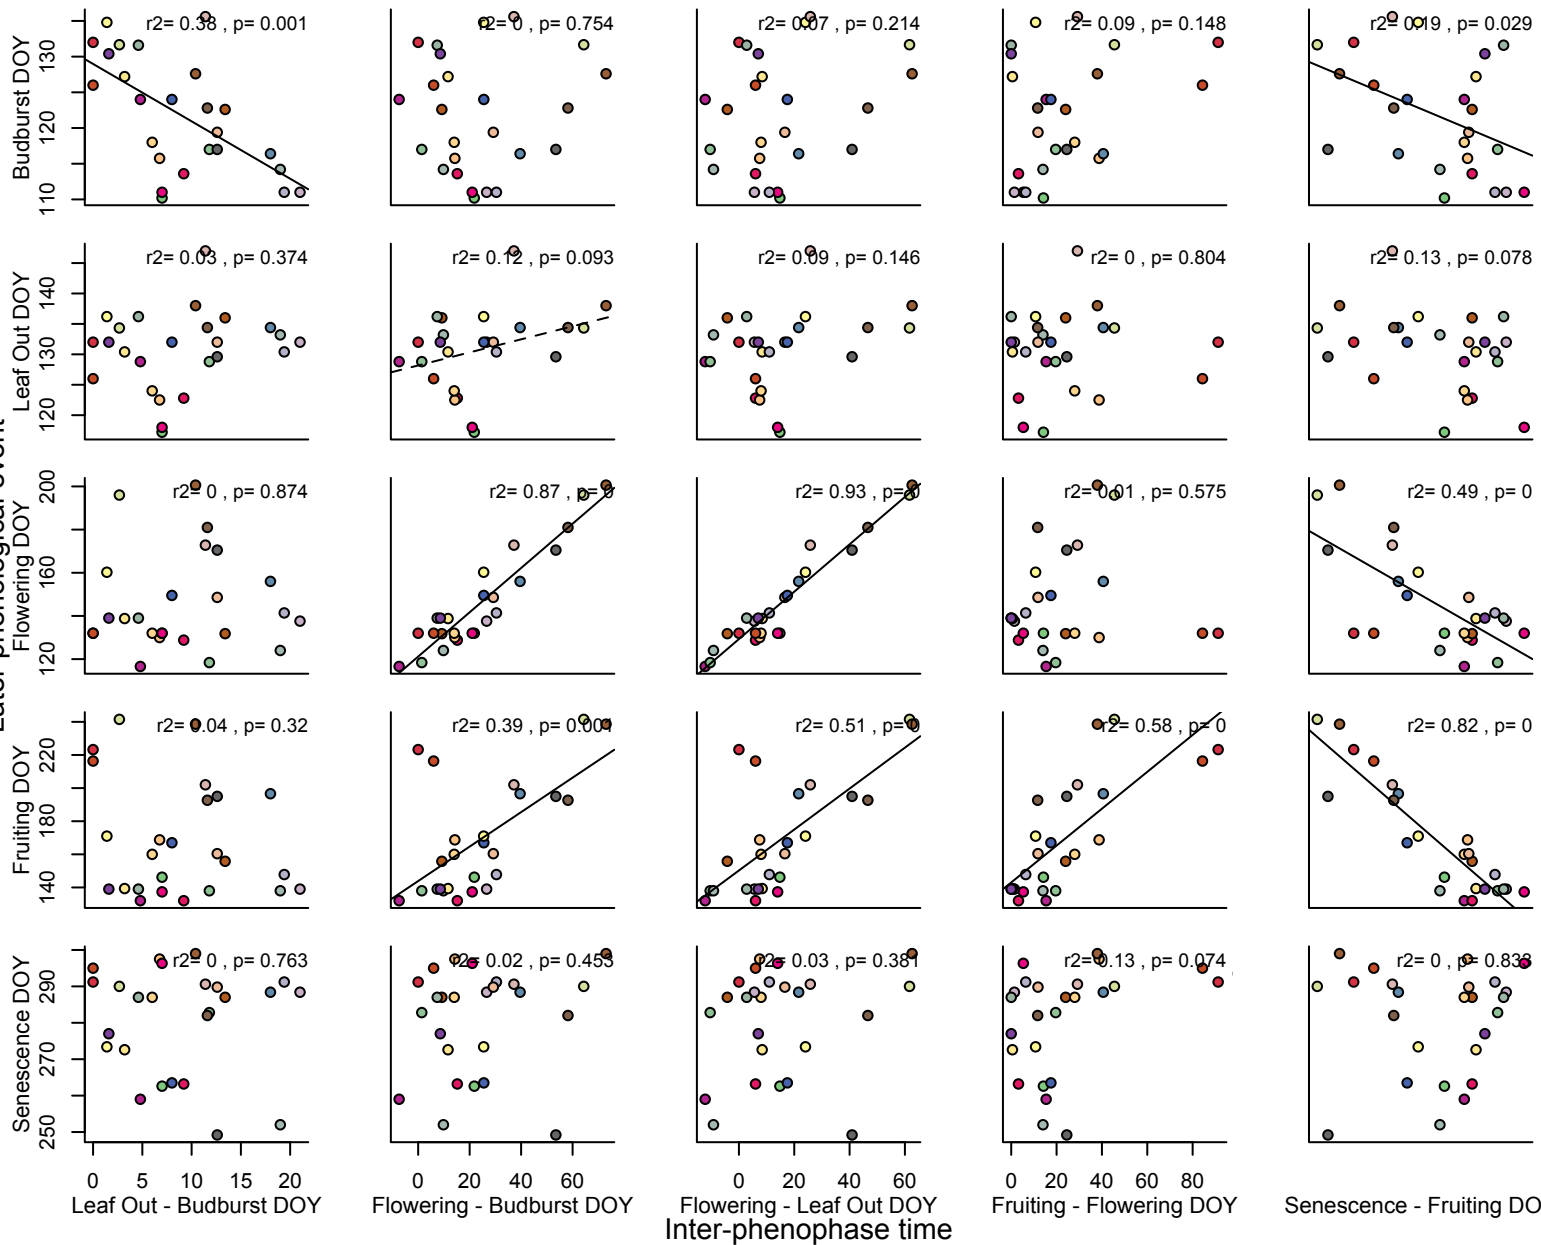 Later phenological event
Budburst DOY
110 120 130
r2= 0.38 , p= 0.001
r2= 0 , p= 0.754
r2= 0.07 , p= 0.214
r2= 0.09 , p= 0.148
r2= 0.19 , p= 0.029
Leaf Out DOY
120 130 140
r2= 0.03 , p= 0.374
r2= 0.12 , p= 0.093
r2= 0.09 , p= 0.146
r2= 0 , p= 0.804
r2= 0.13 , p= 0.078
Flowering DOY
120 160 200
r2= 0 , p= 0.874
r2= 0.87 , p= 0
r2= 0.93 , p= 0
r2= 0.01 , p= 0.575
r2= 0.49 , p= 0
Fruiting DOY
140 180 220
r2= 0.04 , p= 0.32
r2= 0.39 , p= 0.001
r2= 0.51 , p= 0
r2= 0.58 , p= 0
r2= 0.82 , p= 0
Senescence DOY
250 270 290
r2= 0 , p= 0.763
r2= 0.02 , p= 0.453
r2= 0.03 , p= 0.381
r2= 0.13 , p= 0.074
r2= 0 , p= 0.833
0 5 10 15 20
0 20 40 60
0 20 40 60
0 20 40 60 80
Leaf Out - Budburst DOY
Flowering - Budburst DOY
Flowering - Leaf Out DOY
Fruiting - Flowering DOY
Senescence - Fruiting DO
Inter-phenophase time